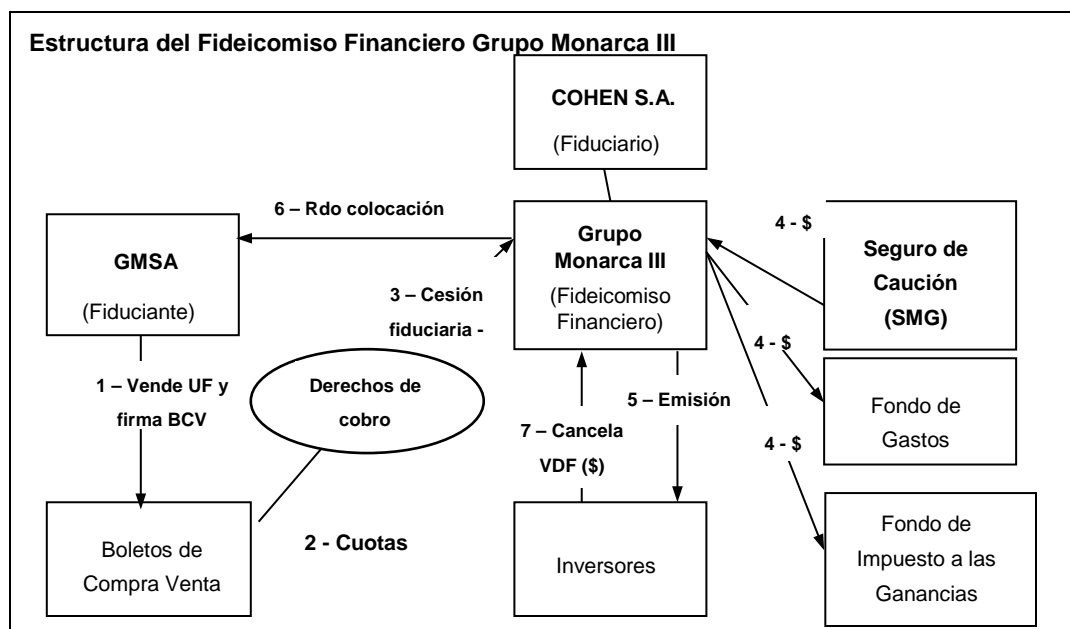 Estructura del Fideicomiso Financiero Grupo Monarca III
COHEN S.A.
(Fiduciario)
6 – Rdo colocación
GMSA
(Fiduciante)
Grupo
Monarca III
(Fideicomiso
Financiero)
4 - $
Seguro de
Caución
(SMG)
3 – Cesión
fiduciaria -
1 – Vende UF y
firma BCV
Derechos de
cobro
5 – Emisión
4 - $
Fondo de
Gastos
7 – Cancela
VDF ($)
4 - $
Boletos de
Compra Venta
2 - Cuotas
Inversores
Fondo de
Impuesto a las
Ganancias